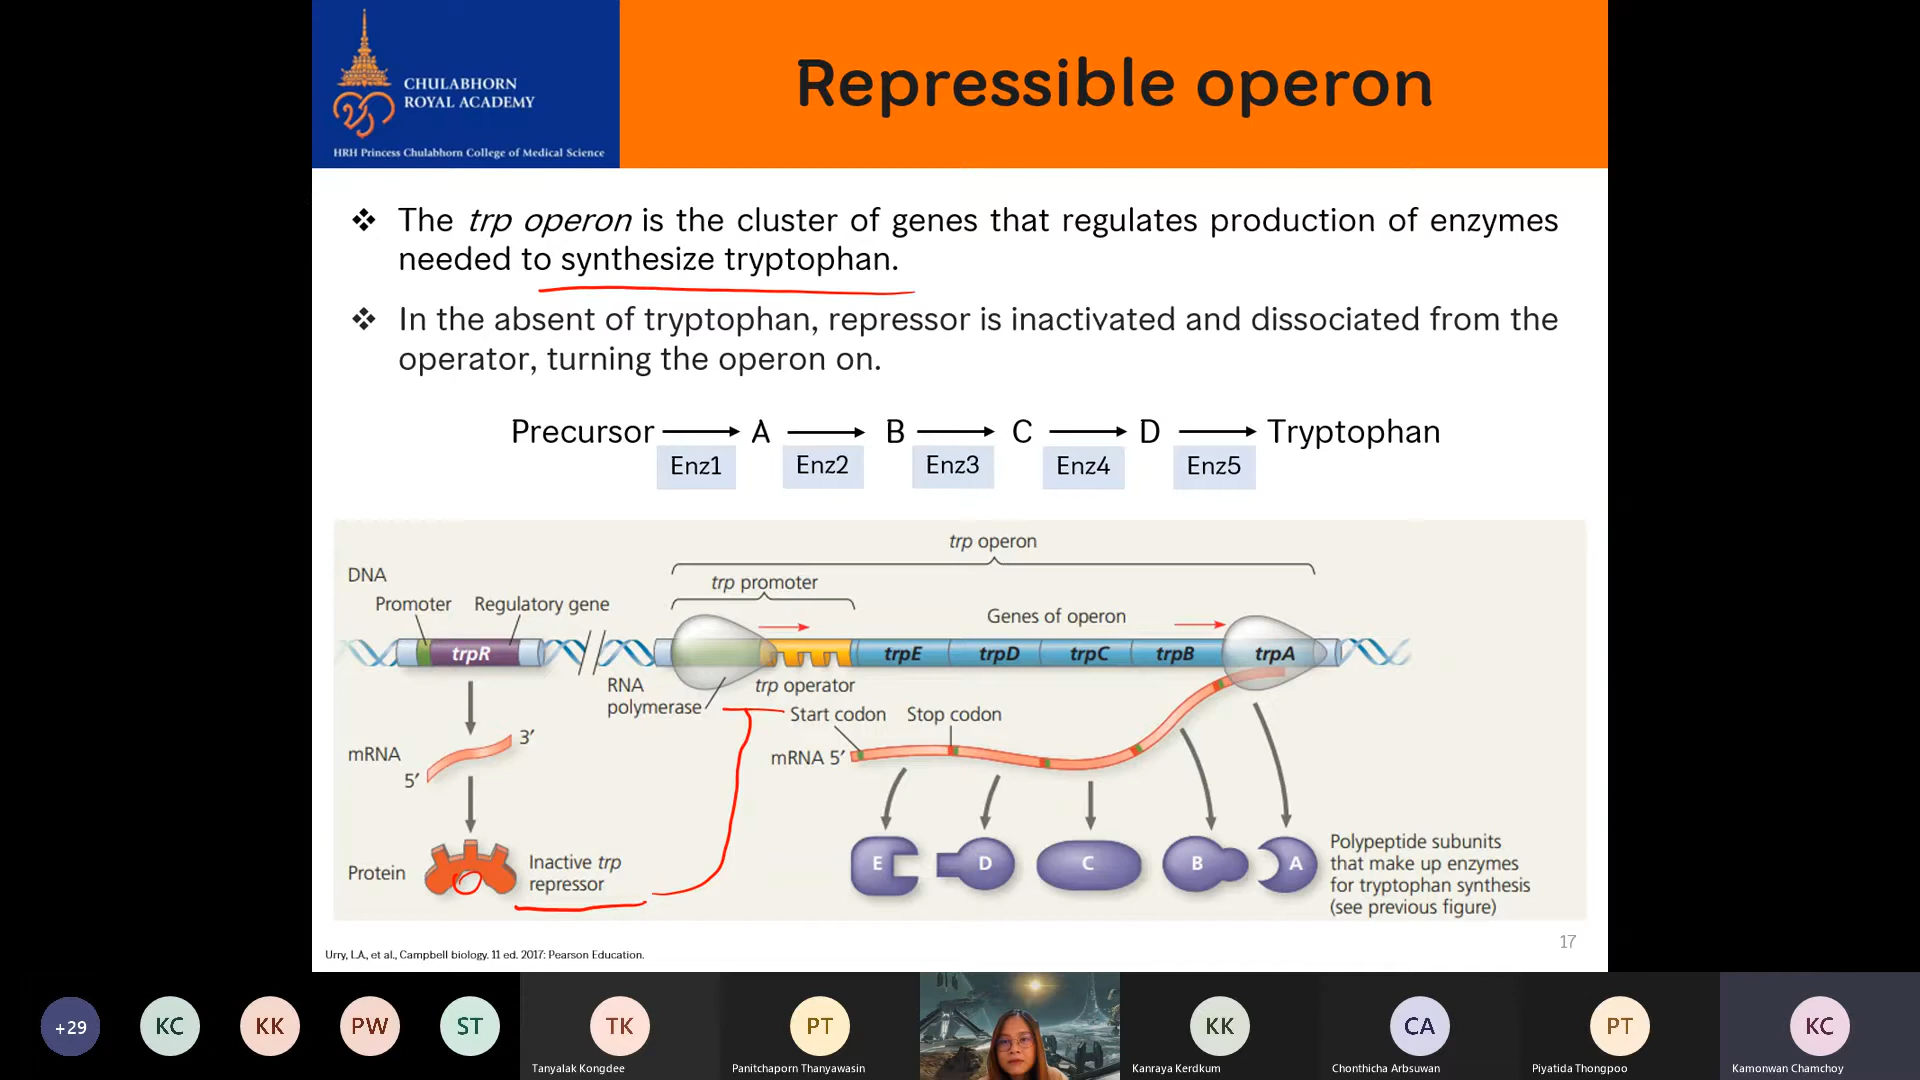 CHULABHORN
ROYAL ACADEMY
HRH Princess Chulabhorn College of Medical Science
Repressible operon
❖ The trp operon is the cluster of genes that regulates production of enzymes
needed to synthesize tryptophan.
❖ In the absent of tryptophan, repressor is inactivated and dissociated from the
operator, turning the operon on.
Precursor → A → B → C → D → Tryptophan
Enz1 Enz2 Enz3 Enz4 Enz5
trp operon
DNA
trp promoter
Promoter Regulatory gene
Genes of operon
trpR trpE trpD trpC trpB trpA
RNA
polymerase
trp operator
Start codon Stop codon
mRNA 5′
mRNA
3′
5′
Protein
Inactive trp
repressor
E D C B A
Polypeptide subunits
that make up enzymes
for tryptophan synthesis
(see previous figure)
17
Urry, L.A., et al., Campbell biology. 11 ed. 2017: Pearson Education.
+29 KC KK PW ST TK PT KK CA PT KC
Tanyalak Kongdee
Panitchaporn Thanyawasin
Kanraya Kerdkum
Chonthicha Arbsuwan
Piyatida Thongpoo
Kamonwan Chamchoy